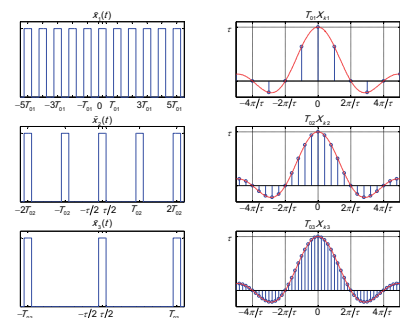 x̃₁(t)
T₀₁X_{k1}
τ
-5T₀₁ -3T₀₁ -T₀₁ 0 T₀₁ 3T₀₁ 5T₀₁
-4π/τ -2π/τ 0 2π/τ 4π/τ
x̃₂(t)
T₀₂X_{k2}
τ
-2T₀₂ -T₀₂ -τ/2 τ/2 T₀₂ 2T₀₂
-4π/τ -2π/τ 0 2π/τ 4π/τ
x̃₃(t)
T₀₃X_{k3}
τ
-T₀₃ -τ/2 τ/2 T₀₃
-4π/τ -2π/τ 0 2π/τ 4π/τ